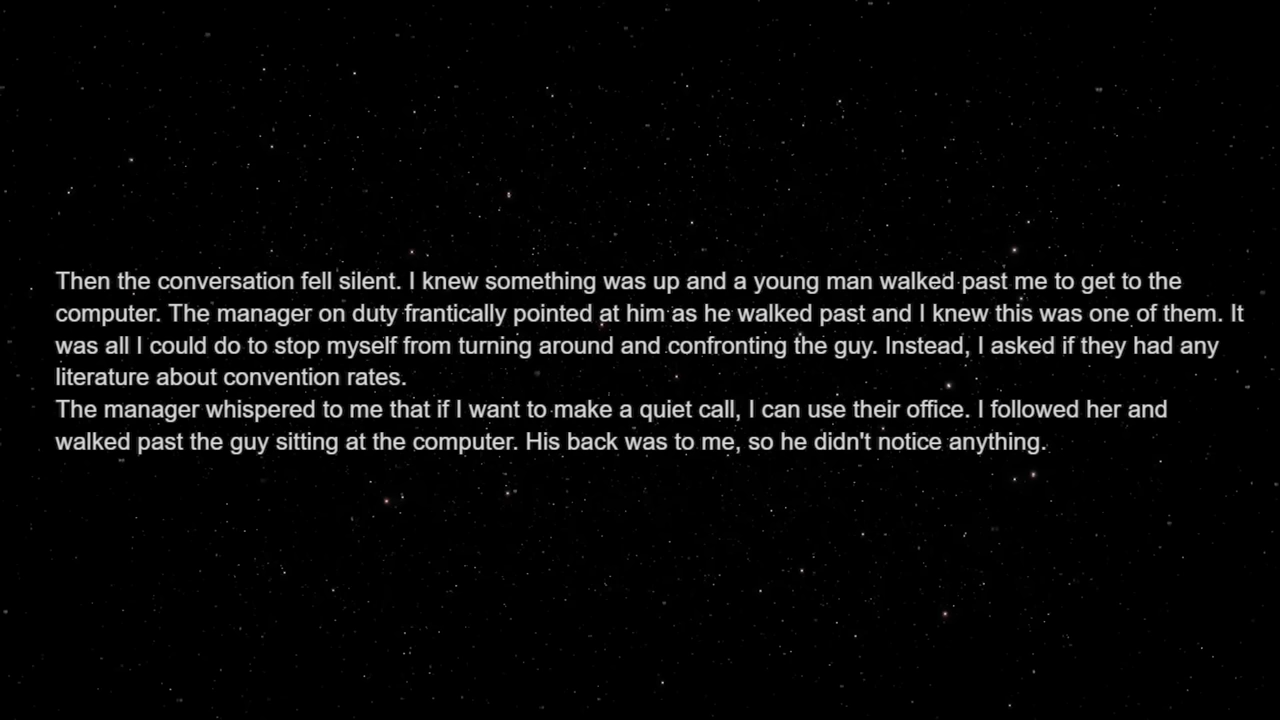 Then the conversation fell silent. I knew something was up and a young man walked past me to get to the
computer. The manager on duty frantically pointed at him as he walked past and I knew this was one of them. It
was all I could do to stop myself from turning around and confronting the guy. Instead, I asked if they had any
literature about convention rates.
The manager whispered to me that if I want to make a quiet call, I can use their office. I followed her and
walked past the guy sitting at the computer. His back was to me, so he didn't notice anything.